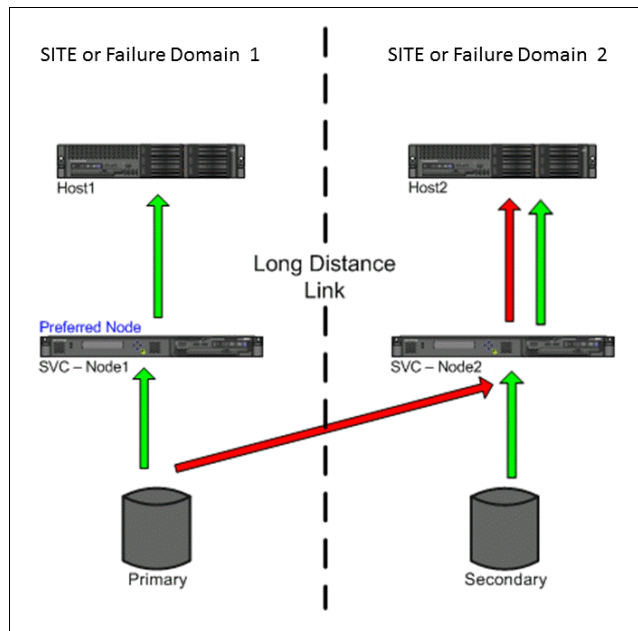 SITE or Failure Domain 1
SITE or Failure Domain 2
Host1
Host2
Long Distance
Link
Preferred Node
SVC – Node1
SVC – Node2
Primary
Secondary